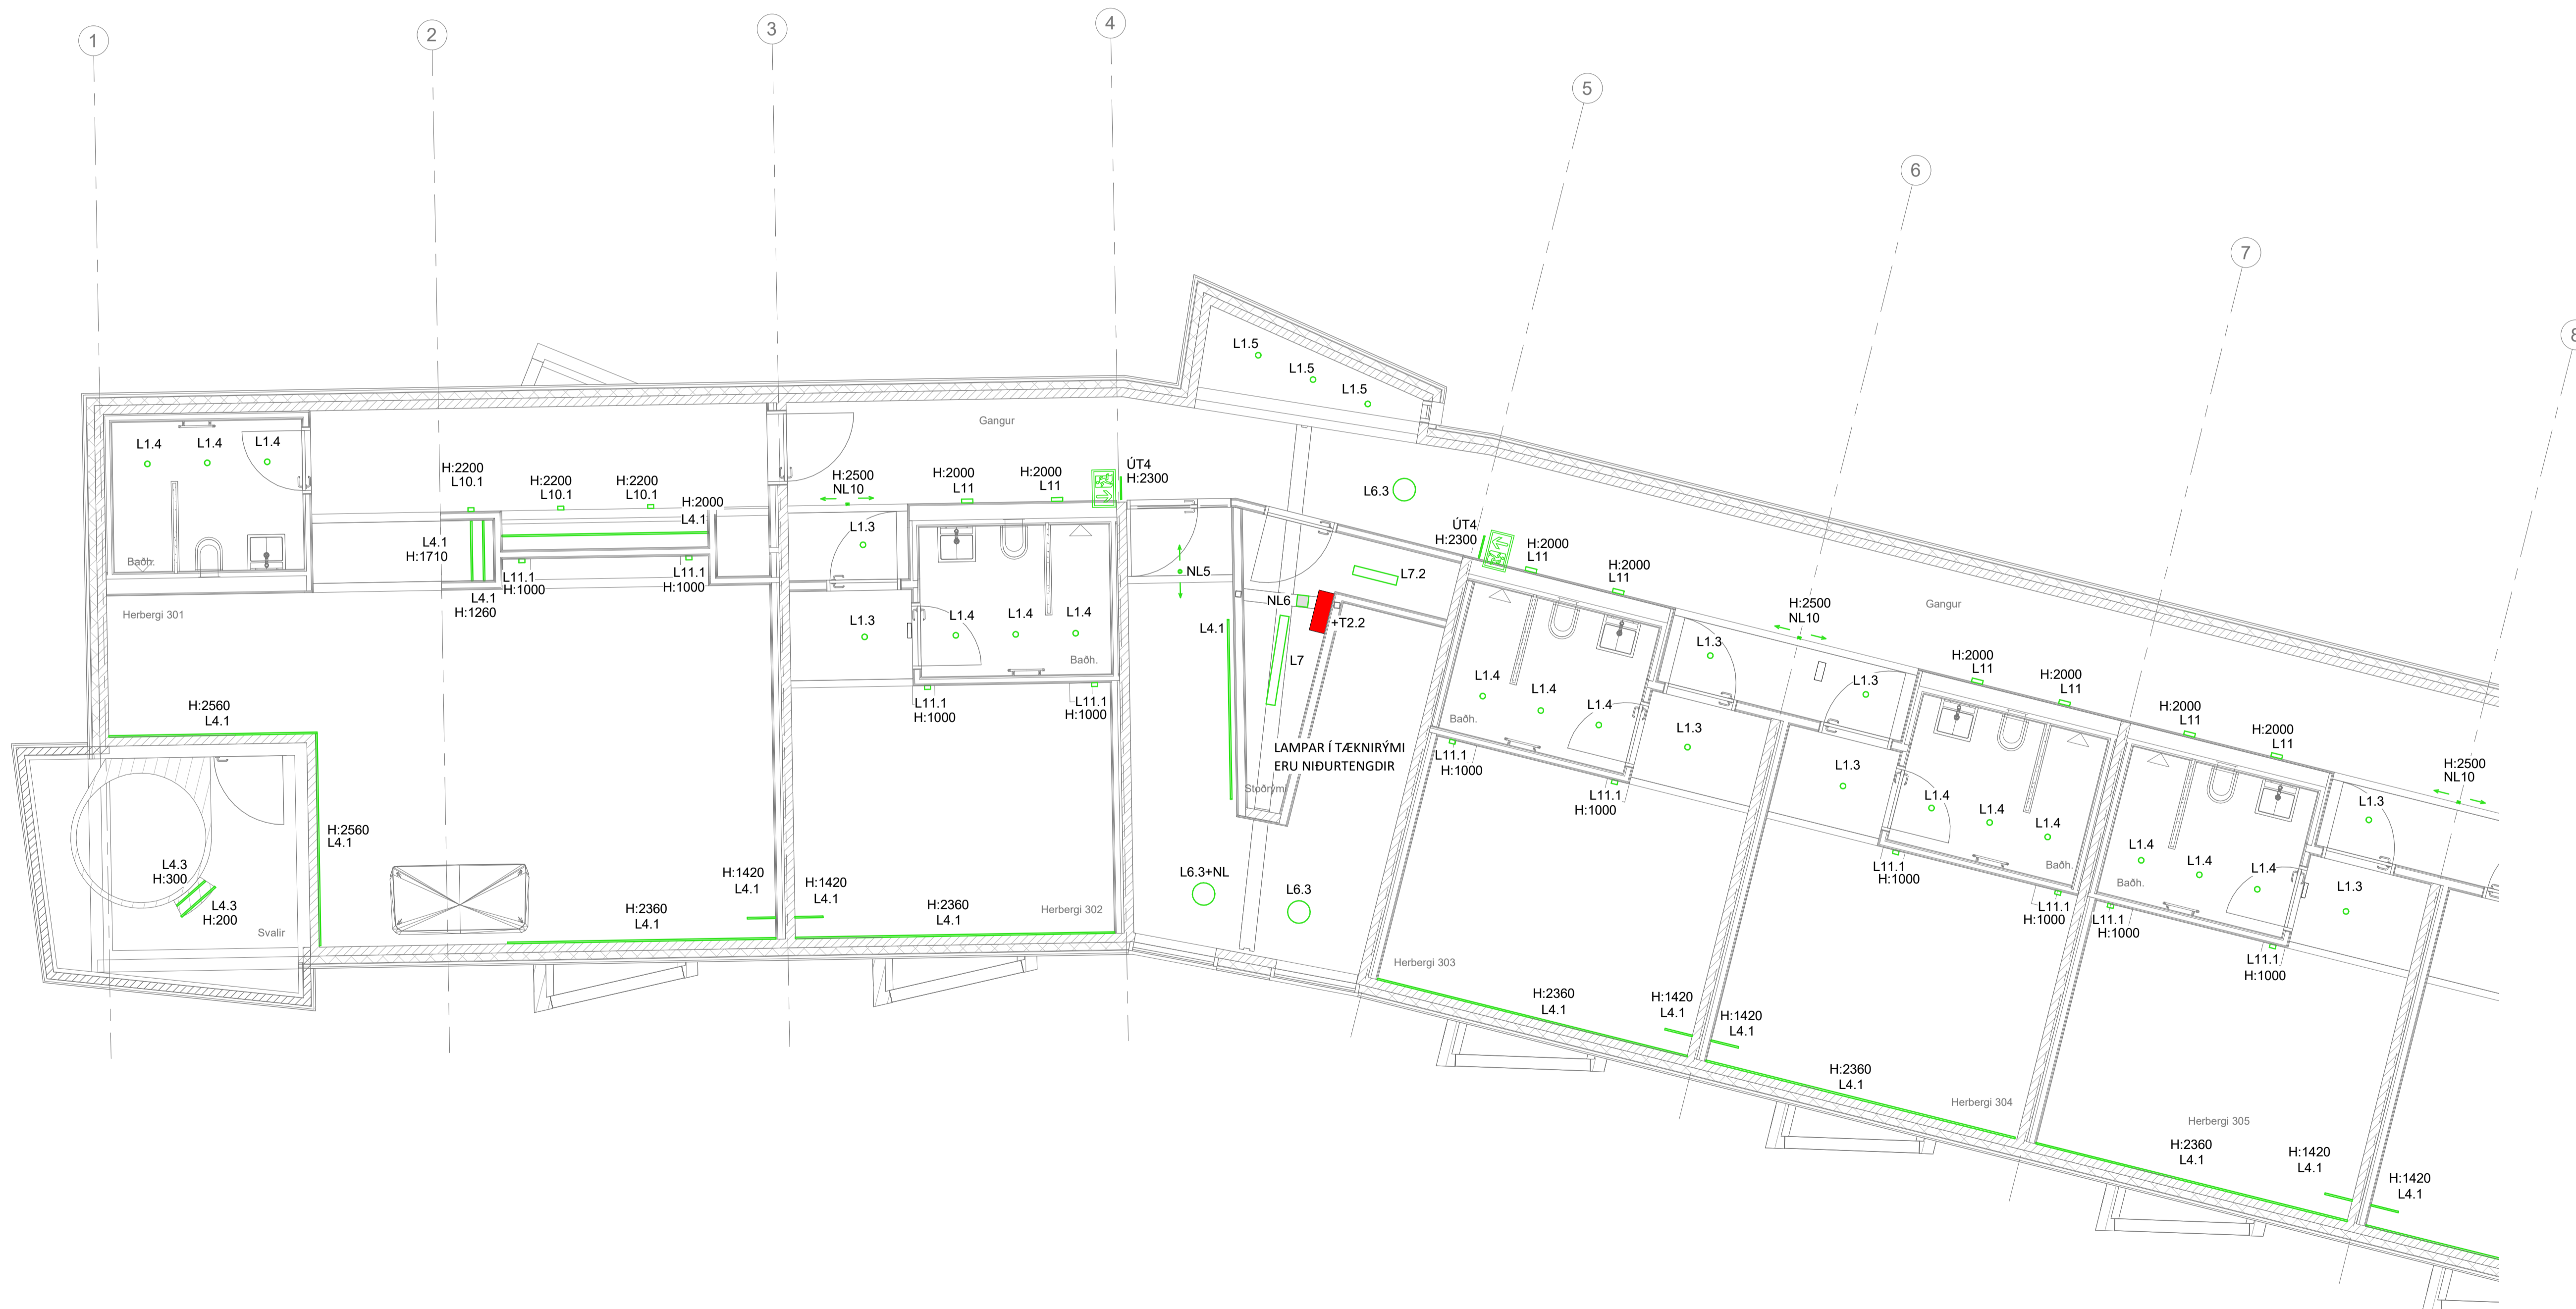 1
2
3
4
5
6
7
8
L1.5
L1.5
L1.5
Gangur
L1.4
L1.4
L1.4
Baðh.
H:2200
L10.1
H:2200
L10.1
H:2200
L10.1
H:2000
L4.1
L4.1
H:1710
L4.1
H:1260
L11.1
H:1000
L11.1
H:1000
Herbergi 301
H:2560
L4.1
H:2560
L4.1
L4.3
H:300
L4.3
H:200
Svalir
H:2360
L4.1
H:1420
L4.1
H:2500
NL10
H:2000
L11
H:2000
L11
ÚT4
H:2300
L1.3
L1.3
L1.4
L1.4
L1.4
Baðh.
L11.1
H:1000
L11.1
H:1000
H:1420
L4.1
H:2360
L4.1
Herbergi 302
NL5
L4.1
NL6
+T2.2
L7
L7.2
L6.3
LAMPAR Í TÆKNIRÝMI
ERU NIÐURTENGDIR
Stoðrými
L6.3+NL
L6.3
ÚT4
H:2300
H:2000
L11
H:2000
L11
L1.4
L1.4
L1.4
Baðh.
L11.1
H:1000
L11.1
H:1000
L1.3
L1.3
Herbergi 303
H:2360
L4.1
H:1420
L4.1
H:2500
NL10
Gangur
L1.3
L1.3
H:2000
L11
H:2000
L11
L1.4
L1.4
L1.4
Baðh.
L11.1
H:1000
L11.1
H:1000
H:1420
L4.1
H:2360
L4.1
Herbergi 304
H:2000
L11
H:2000
L11
H:2500
NL10
L1.4
L1.4
L1.4
Baðh.
L1.3
L1.3
L11.1
H:1000
L11.1
H:1000
Herbergi 305
H:2360
L4.1
H:1420
L4.1
H:1420
L4.1